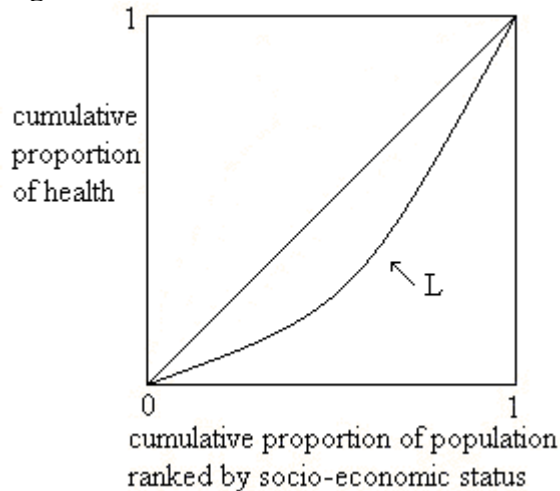 1
cumulative
proportion
of health
L
0
1
cumulative proportion of population
ranked by socio-economic status